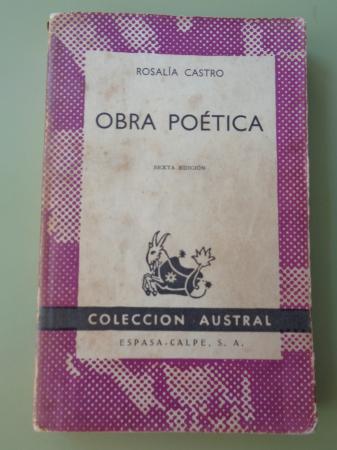 ROSALÍA CASTRO
OBRA POÉTICA
SEXTA EDICIÓN
COLECCION AUSTRAL
ESPASA-CALPE, S. A.